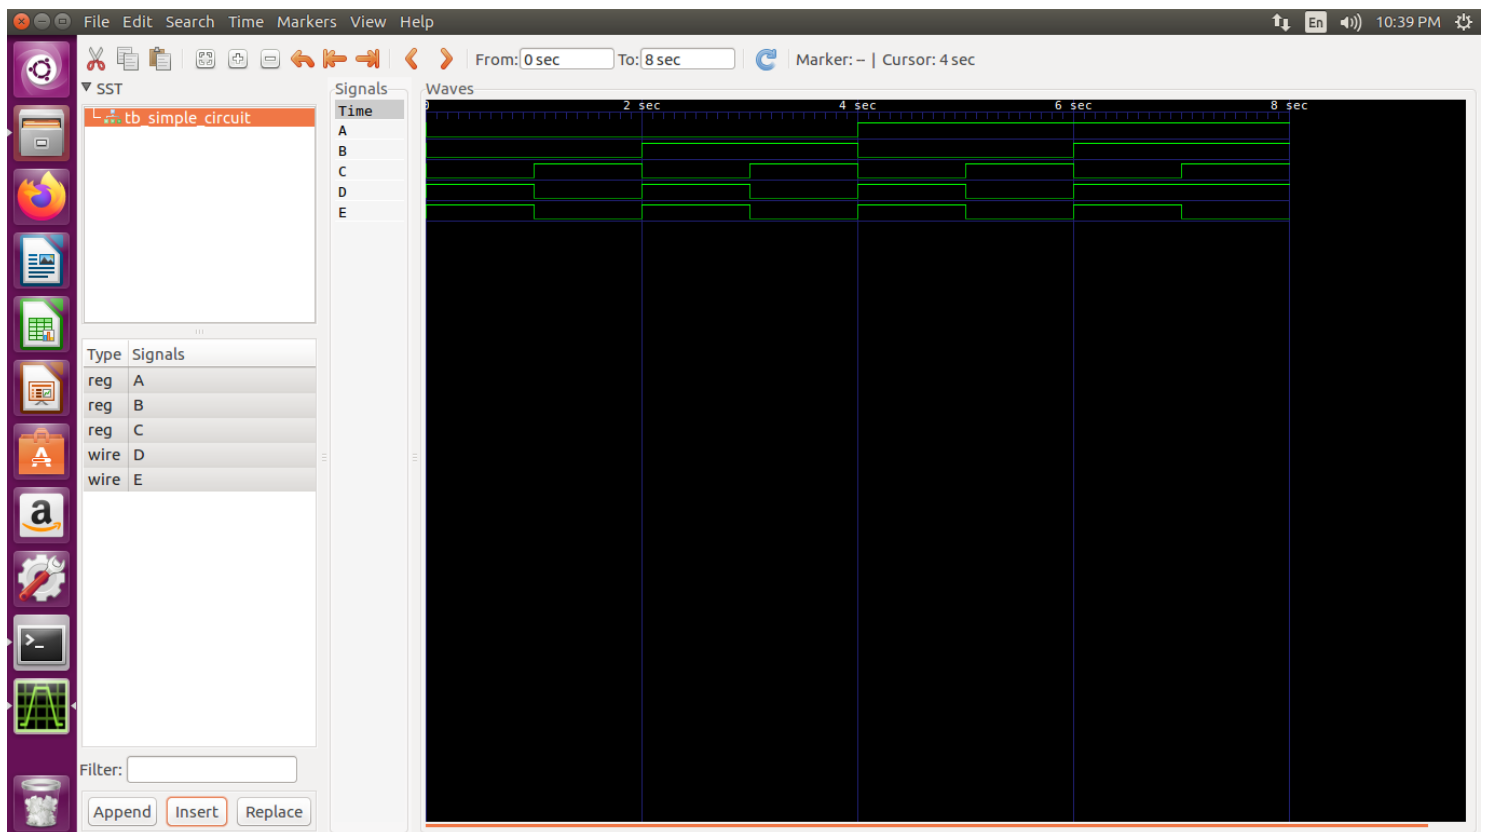 File Edit Search Time Markers View Help
En
10:39 PM
From: 0 sec To: 8 sec Marker: -- | Cursor: 4 sec
SST
tb_simple_circuit
Type Signals
reg A
reg B
reg C
wire D
wire E
Filter:
Append Insert Replace
Signals
Time
A
B
C
D
E
Waves
0 2 sec 4 sec 6 sec 8 sec